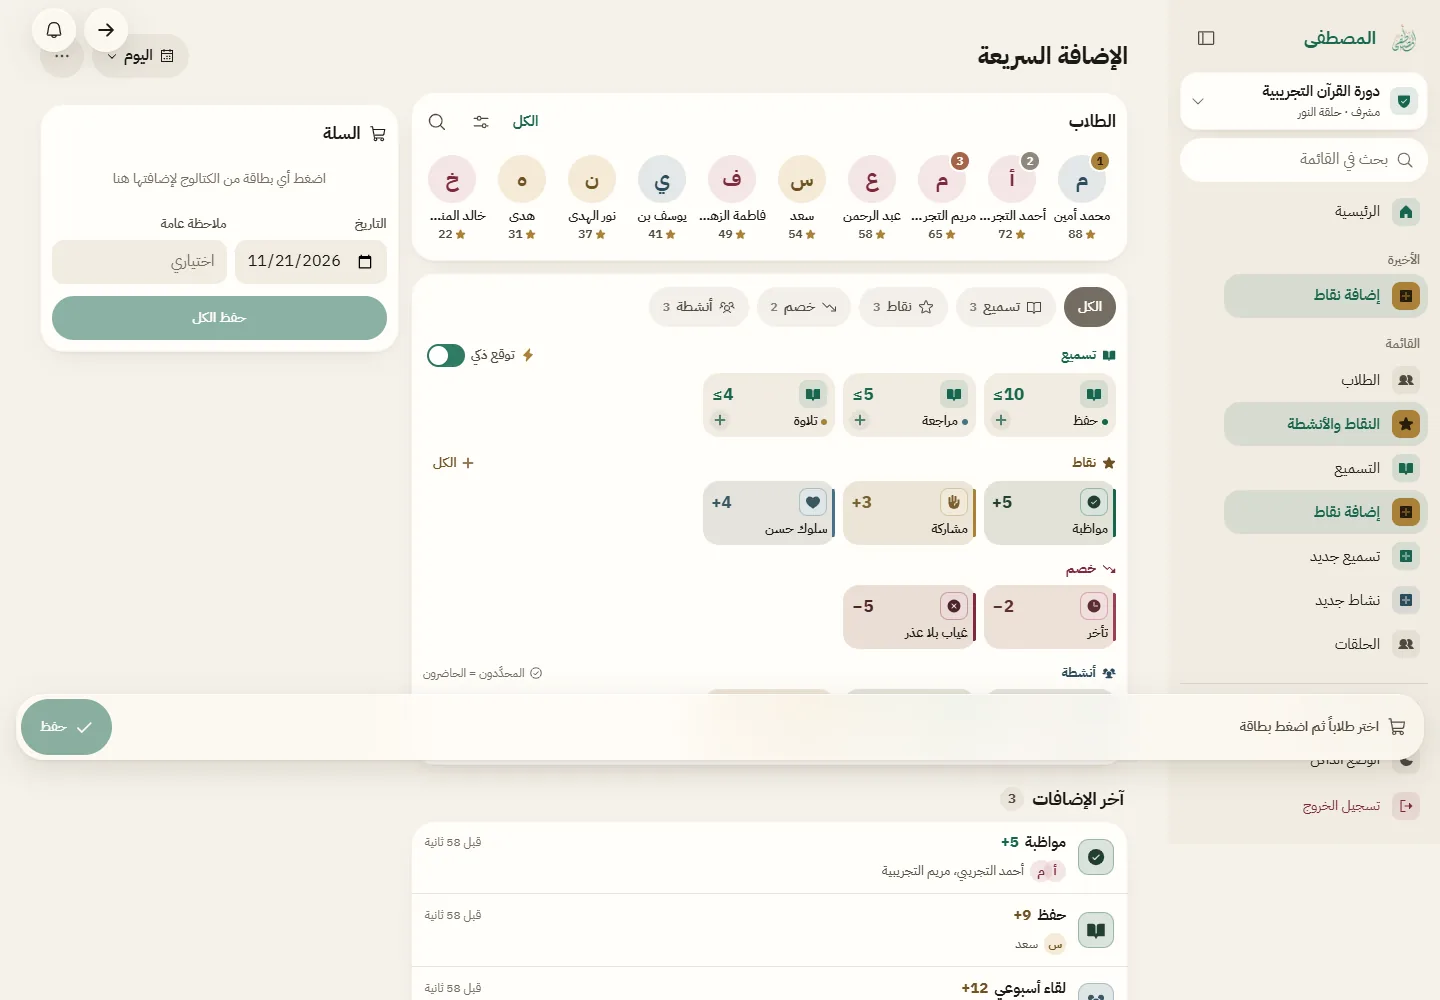 المصطفى
دورة القرآن التجريبية
مشرف · حلقة النور
بحث في القائمة
الرئيسية
الأخيرة
إضافة نقاط
القائمة
الطلاب
النقاط والأنشطة
التسميع
إضافة نقاط
تسميع جديد
نشاط جديد
الحلقات
تسجيل الخروج
الإضافة السريعة
اليوم
الطلاب
الكل
1 م محمد أمين 88
2 أ أحمد التجر... 72
3 م مريم التجر... 65
ع عبد الرحمن 58
س سعد 54
ف فاطمة الزهـ... 49
ي يوسف بن 41
ن نور الهدى 37
ه هدى 31
خ خالد المنـ... 22
الكل
تسميع 3
نقاط 3
خصم 2
أنشطة 3
تسميع
توقع ذكي
≤10 حفظ +
≤5 مراجعة +
≤4 تلاوة +
نقاط
+ الكل
+5 مواظبة
+3 مشاركة
+4 سلوك حسن
خصم
−2 تأخر
−5 غياب بلا عذر
أنشطة
المحدَّدون = الحاضرون
السلة
اضغط أي بطاقة من الكتالوج لإضافتها هنا
التاريخ
ملاحظة عامة
11/21/2026
اختياري
حفظ الكل
اختر طلاباً ثم اضغط بطاقة
حفظ
آخر الإضافات 3
مواظبة +5
قبل 58 ثانية
أ م أحمد التجريبي، مريم التجريبية
حفظ +9
قبل 58 ثانية
س سعد
لقاء أسبوعي +12
قبل 58 ثانية